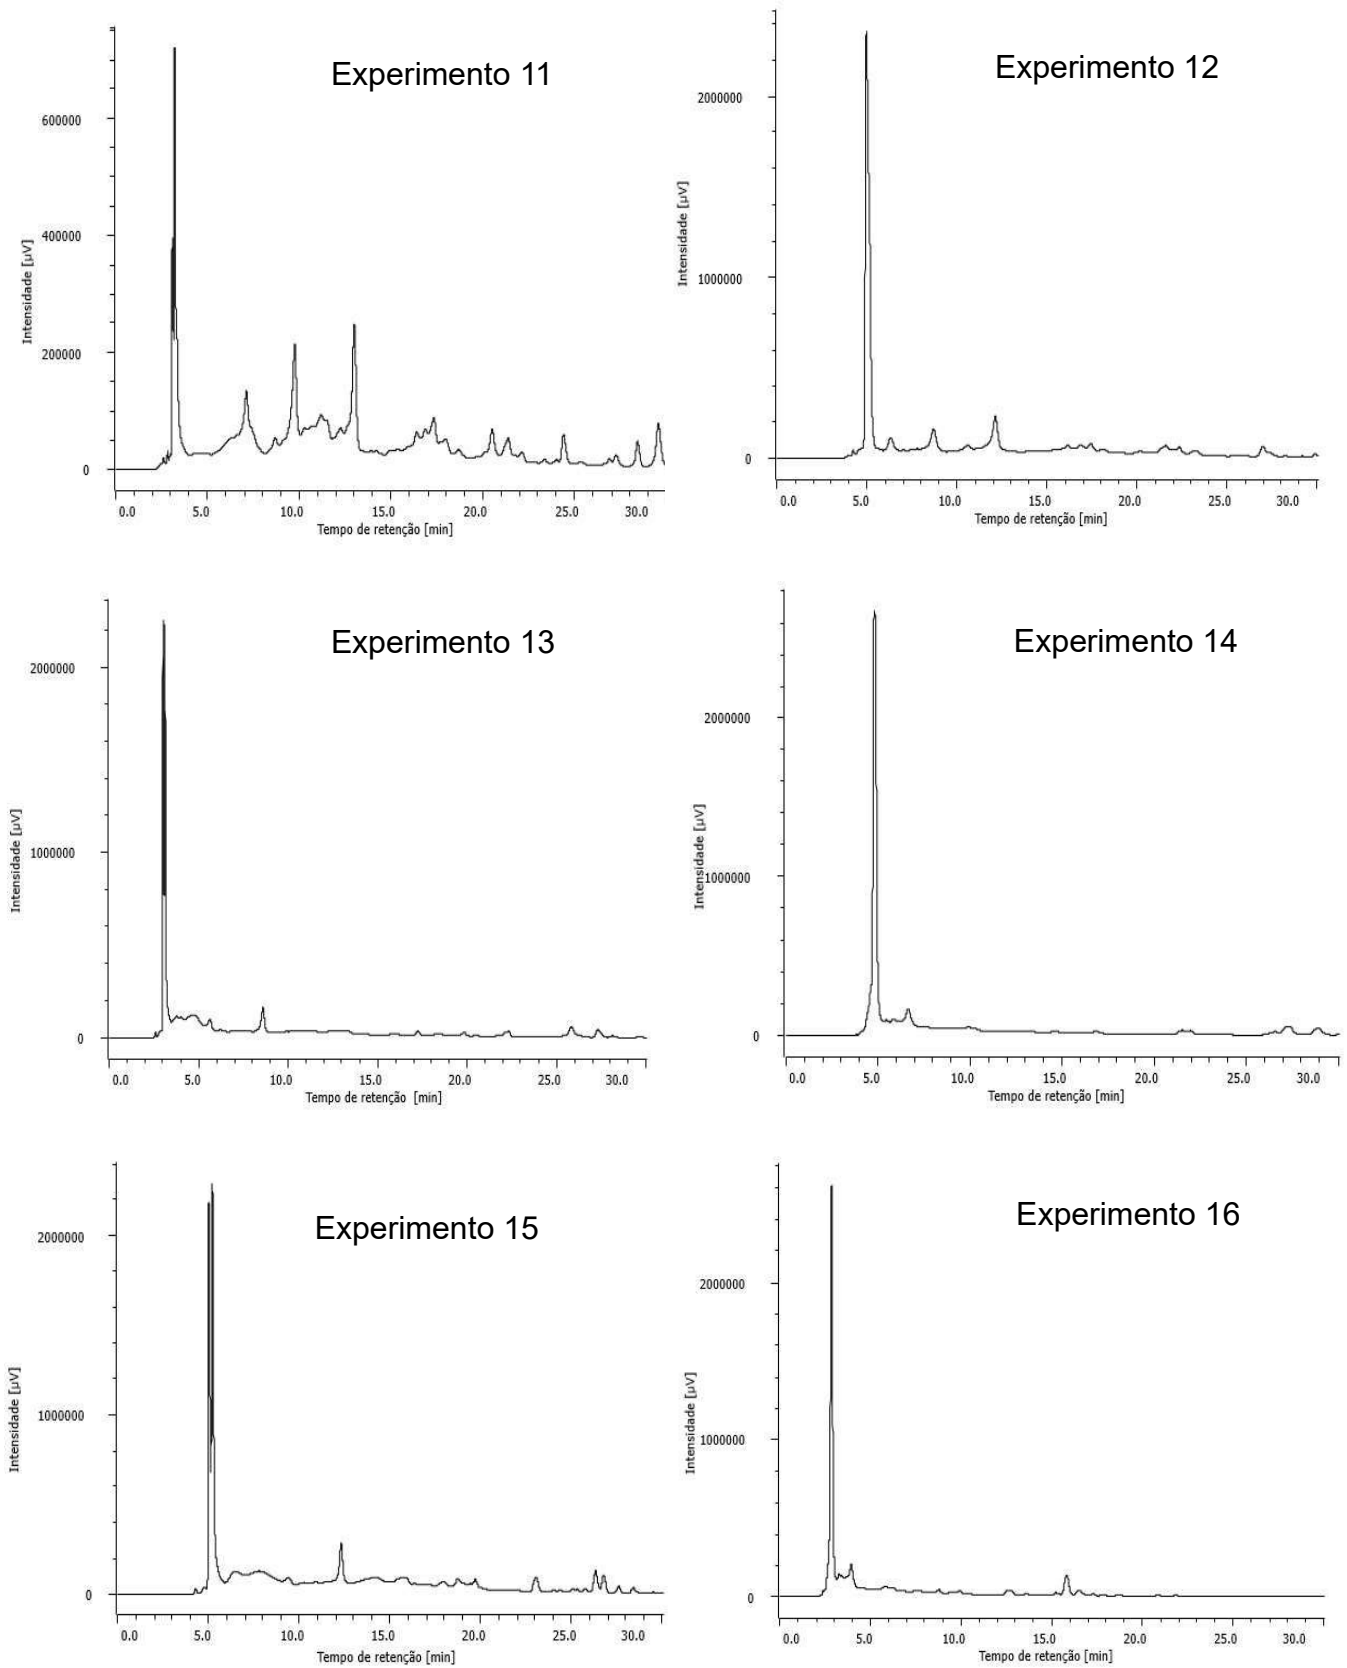 Experimento 11
600000
400000
200000
0
Intensidade [µV]
0.0 5.0 10.0 15.0 20.0 25.0 30.0
Tempo de retenção [min]
Experimento 12
2000000
1000000
0
Intensidade [µV]
0.0 5.0 10.0 15.0 20.0 25.0 30.0
Tempo de retenção [min]
Experimento 13
2000000
1000000
0
Intensidade [µV]
0.0 5.0 10.0 15.0 20.0 25.0 30.0
Tempo de retenção [min]
Experimento 14
2000000
1000000
0
Intensidade [µV]
0.0 5.0 10.0 15.0 20.0 25.0 30.0
Tempo de retenção [min]
Experimento 15
2000000
1000000
0
Intensidade [µV]
0.0 5.0 10.0 15.0 20.0 25.0 30.0
Tempo de retenção [min]
Experimento 16
2000000
1000000
0
Intensidade [µV]
0.0 5.0 10.0 15.0 20.0 25.0 30.0
Tempo de retenção [min]